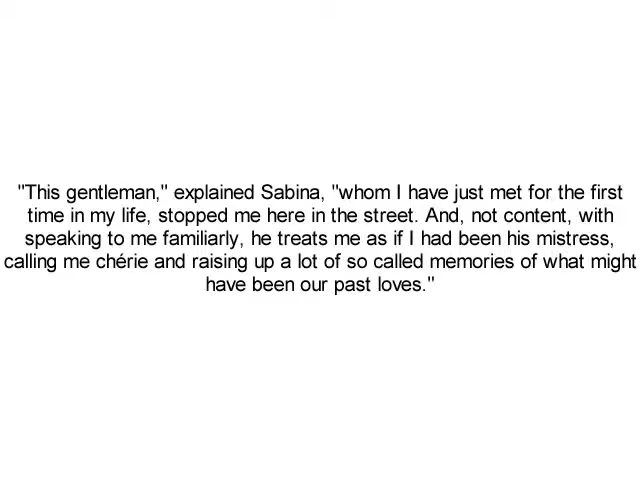 "This gentleman," explained Sabina, "whom I have just met for the first
time in my life, stopped me here in the street. And, not content, with
speaking to me familiarly, he treats me as if I had been his mistress,
calling me chérie and raising up a lot of so called memories of what might
have been our past loves."